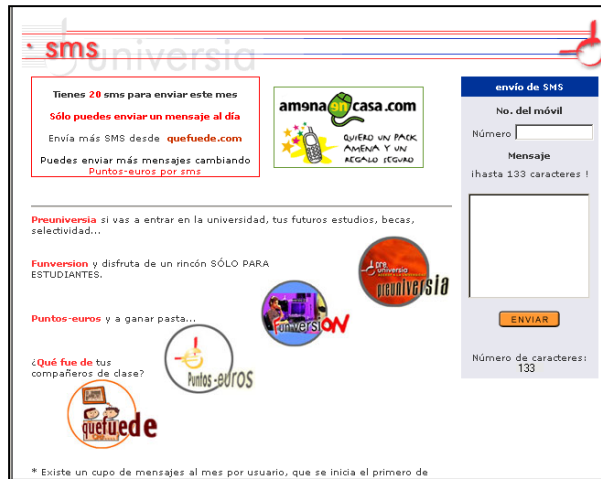 sms
universia
Tienes 20 sms para enviar este mes
Sólo puedes enviar un mensaje al día
Envía más SMS desde quefuede.com
Puedes enviar más mensajes cambiando
Puntos-euros por sms
amena en casa.com
QUIERO UN PACK
AMENA Y UN
REGALO SEGURO
envío de SMS
No. del móvil
Número
Mensaje
¡hasta 133 caracteres !
ENVIAR
Número de caracteres:
133
Preuniversia si vas a entrar en la universidad, tus futuros estudios, becas,
selectividad...
pre
universia
preuniversia
Funversion y disfruta de un rincón SÓLO PARA
ESTUDIANTES.
FunversiON
Puntos-euros y a ganar pasta...
Puntos-euros
¿Qué fue de tus
compañeros de clase?
quefuede
* Existe un cupo de mensajes al mes por usuario, que se inicia el primero de